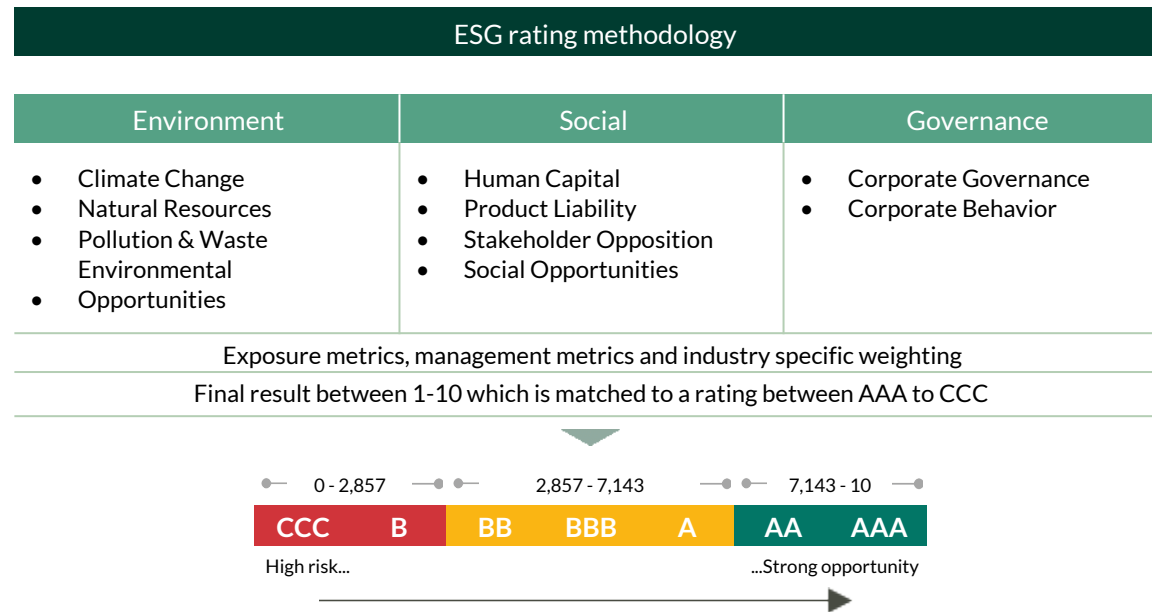 ESG rating methodology
Environment
Social
Governance
• Climate Change
• Natural Resources
• Pollution & Waste
Environmental
• Opportunities
• Human Capital
• Product Liability
• Stakeholder Opposition
• Social Opportunities
• Corporate Governance
• Corporate Behavior
Exposure metrics, management metrics and industry specific weighting
Final result between 1-10 which is matched to a rating between AAA to CCC
0 - 2,857
2,857 - 7,143
7,143 - 10
CCC B BB BBB A AA AAA
High risk...
...Strong opportunity